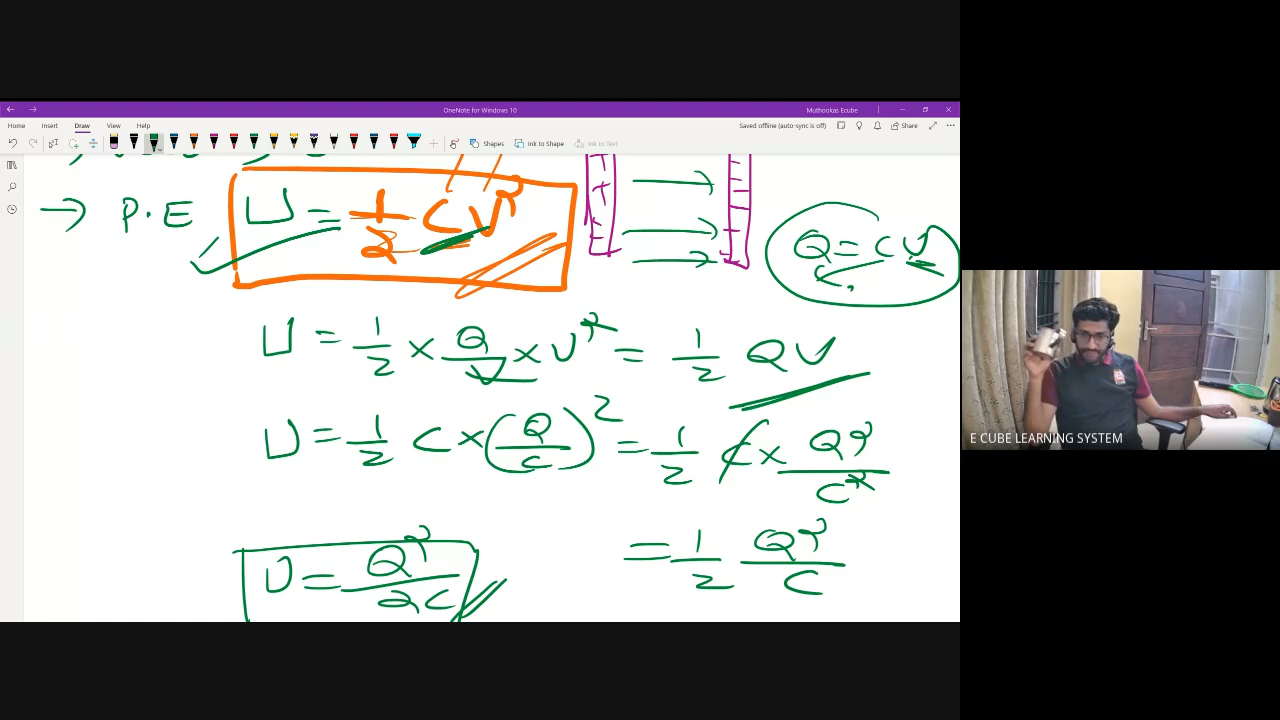 OneNote for Windows 10
Muthookas Ecube
Home Insert Draw View Help
Saved offline (auto-sync is off) Share
Shapes Ink to Shape Ink to Text
→ P.E U = 1/2 CV²
Q = CV
U = 1/2 × Q/V × V² = 1/2 QV
U = 1/2 C × (Q/C)² = 1/2 C × Q²/C²
= 1/2 Q²/C
U = Q²/2C
E CUBE LEARNING SYSTEM